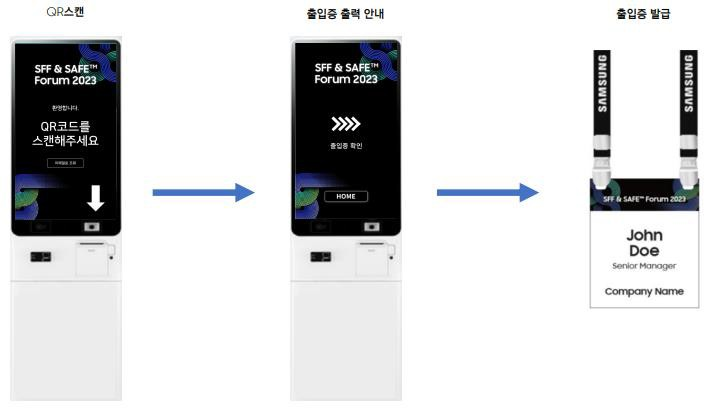 QR스캔
출입증 출력 안내
출입증 발급
SFF & SAFE™
Forum 2023
환영합니다.
QR코드를
스캔해주세요
SFF & SAFE™
Forum 2023
출입증 확인
HOME
SAMSUNG
SAMSUNG
SFF & SAFE™ Forum 2023
John
Doe
Senior Manager
Company Name